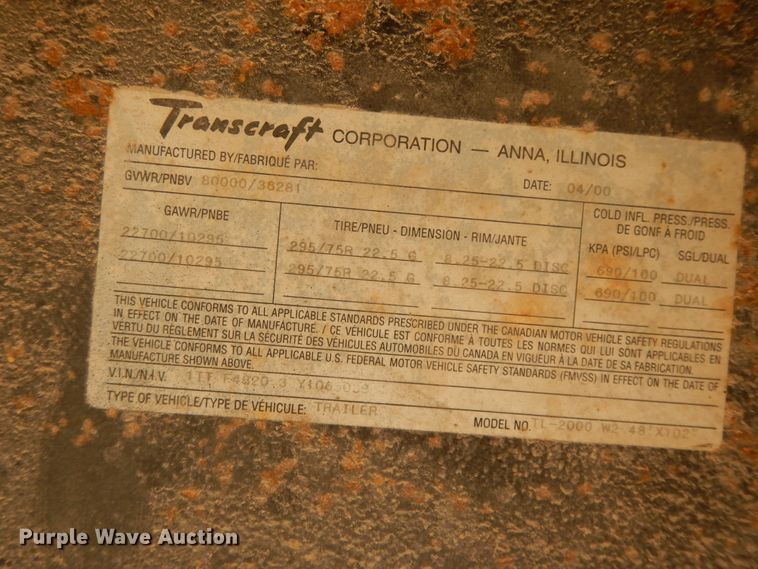 Transcraft CORPORATION — ANNA, ILLINOIS
MANUFACTURED BY/FABRIQUÉ PAR:
GVWR/PNBV 80000/36281 DATE: 04/00
GAWR/PNBE TIRE/PNEU - DIMENSION - RIM/JANTE COLD INFL. PRESS./PRESS. DE GONF À FROID
KPA (PSI/LPC) SGL/DUAL
22700/10295 295/75R 22.5 G 8.25-22.5 DISC 690/100 DUAL
22700/10295 295/75R 22.5 G 8.25-22.5 DISC 690/100 DUAL
THIS VEHICLE CONFORMS TO ALL APPLICABLE STANDARDS PRESCRIBED UNDER THE CANADIAN MOTOR VEHICLE SAFETY REGULATIONS
IN EFFECT ON THE DATE OF MANUFACTURE. / CE VÉHICULE EST CONFORME À TOUTES LES NORMES QUI LUI SONT APPLICABLES EN
VERTU DU RÉGLEMENT SUR LA SÉCURITÉ DES VÉHICULES AUTOMOBILES DU CANADA EN VIGUEUR À LA DATE DE SA FABRICATION.
THE VEHICLE CONFORMS TO ALL APPLICABLE U.S. FEDERAL MOTOR VEHICLE SAFETY STANDARDS (FMVSS) IN EFFECT ON THE DATE OF
MANUFACTURE SHOWN ABOVE.
V.I.N./N.I.V. 1TT
TYPE OF VEHICLE/TYPE DE VÉHICULE: TRAILER MODEL NO. TL-2000 W2 48'X102"
Purple Wave Auction